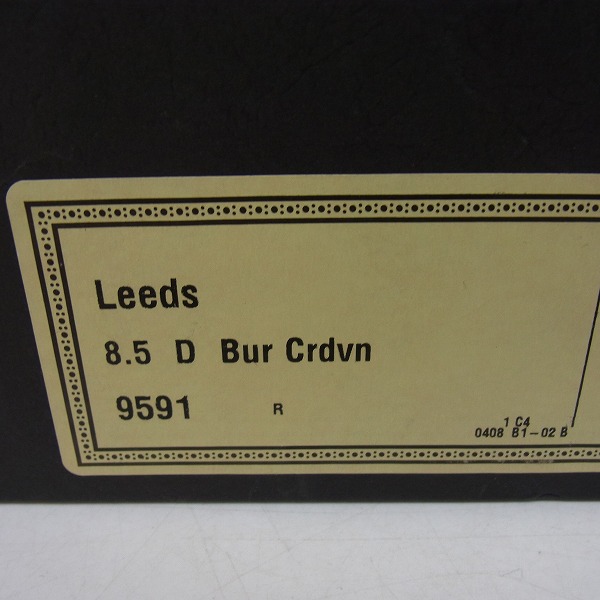 Leeds
8.5 D Bur Crdvn
9591 R
1 C4
0408 B1-02 B